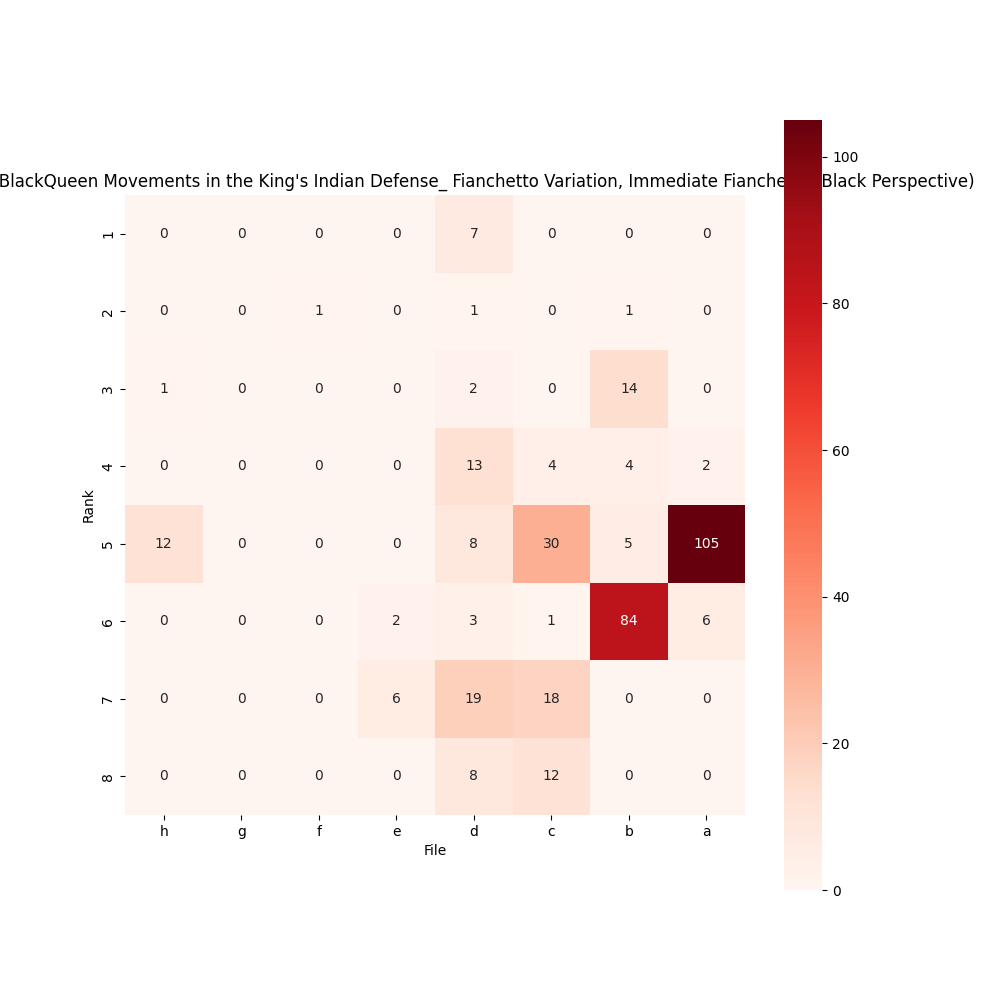 BlackQueen Movements in the King's Indian Defense_ Fianchetto Variation, Immediate Black Perspective)
100
80
60
40
20
0
Rank
1 0 0 0 0 7 0 0 0
2 0 0 1 0 1 0 1 0
3 1 0 0 0 2 0 14 0
4 0 0 0 0 13 4 4 2
5 12 0 0 0 8 30 5 105
6 0 0 0 2 3 1 84 6
7 0 0 0 6 19 18 0 0
8 0 0 0 0 8 12 0 0
h g f e d c b a
File